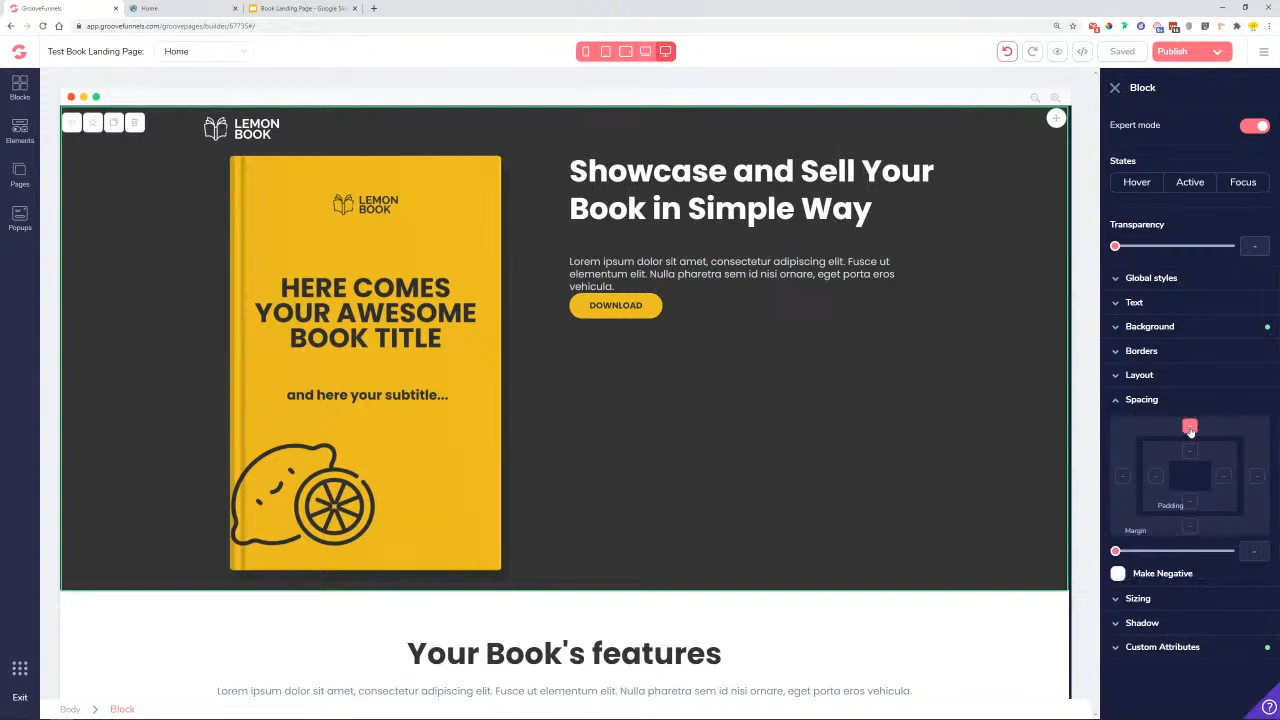 GrooveFunnels
Home
Book Landing Page - Google Sli
app.groovefunnels.com/groovepages/builder/67735#/
Test Book Landing Page:
Home
Saved
Publish
Blocks
Elements
Pages
Popups
Exit
LEMON
BOOK
LEMON
BOOK
HERE COMES
YOUR AWESOME
BOOK TITLE
and here your subtitle...
Showcase and Sell Your
Book in Simple Way
Lorem ipsum dolor sit amet, consectetur adipiscing elit. Fusce ut
elementum elit. Nulla pharetra sem id nisi ornare, eget porta eros
vehicula.
DOWNLOAD
Your Book's features
Lorem ipsum dolor sit amet, consectetur adipiscing elit. Fusce ut elementum elit. Nulla pharetra sem id nisi ornare, eget porta eros vehicula.
Body
Block
Block
Expert mode
States
Hover
Active
Focus
Transparency
Global styles
Text
Background
Borders
Layout
Spacing
Padding
Margin
Make Negative
Sizing
Shadow
Custom Attributes